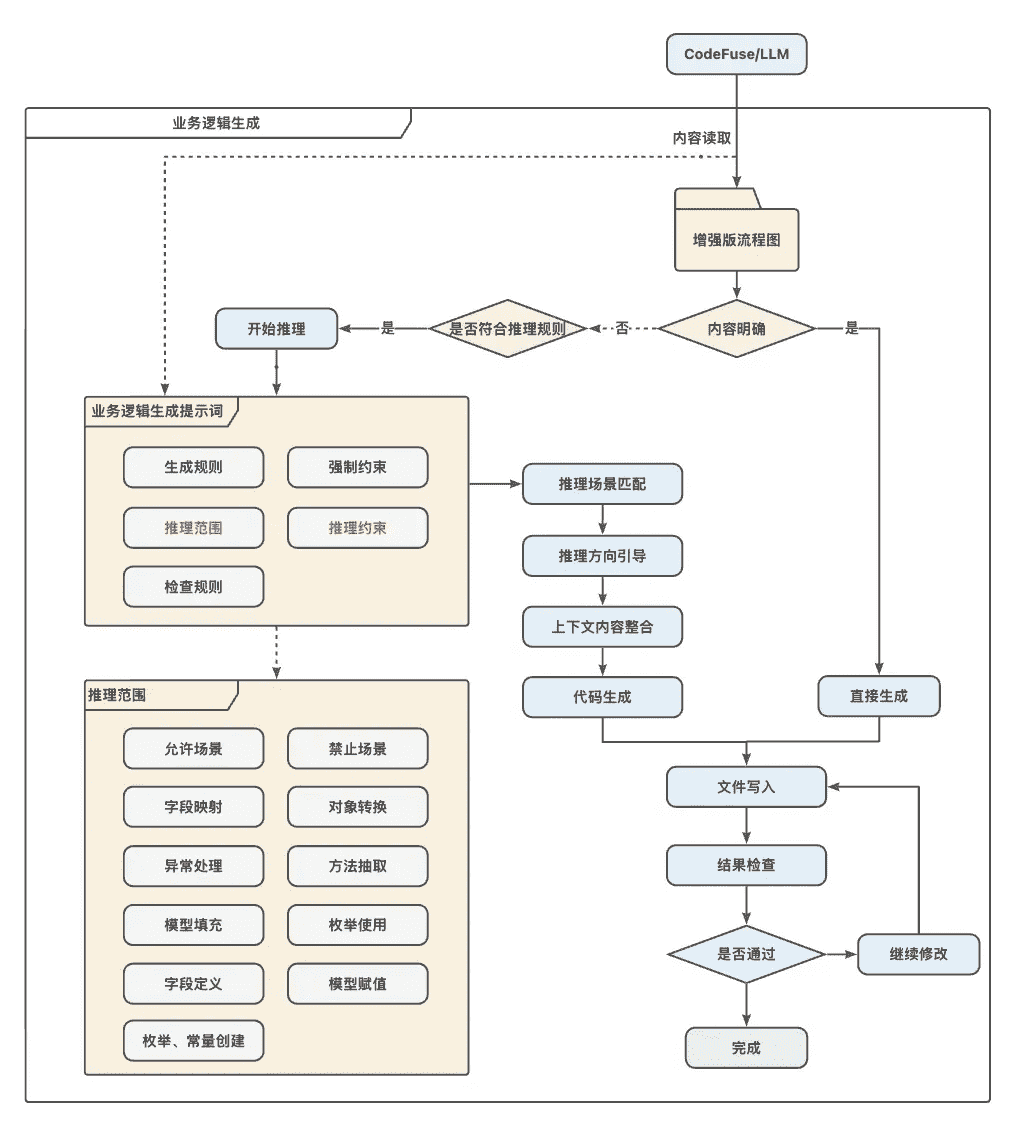 CodeFuse/LLM
业务逻辑生成
内容读取
增强版流程图
开始推理
是
是否符合推理规则
否
内容明确
是
业务逻辑生成提示词
生成规则
强制约束
推理范围
推理约束
检查规则
推理场景匹配
推理方向引导
上下文内容整合
代码生成
直接生成
推理范围
允许场景
禁止场景
字段映射
对象转换
异常处理
方法抽取
模型填充
枚举使用
字段定义
模型赋值
枚举、常量创建
文件写入
结果检查
是否通过
继续修改
完成